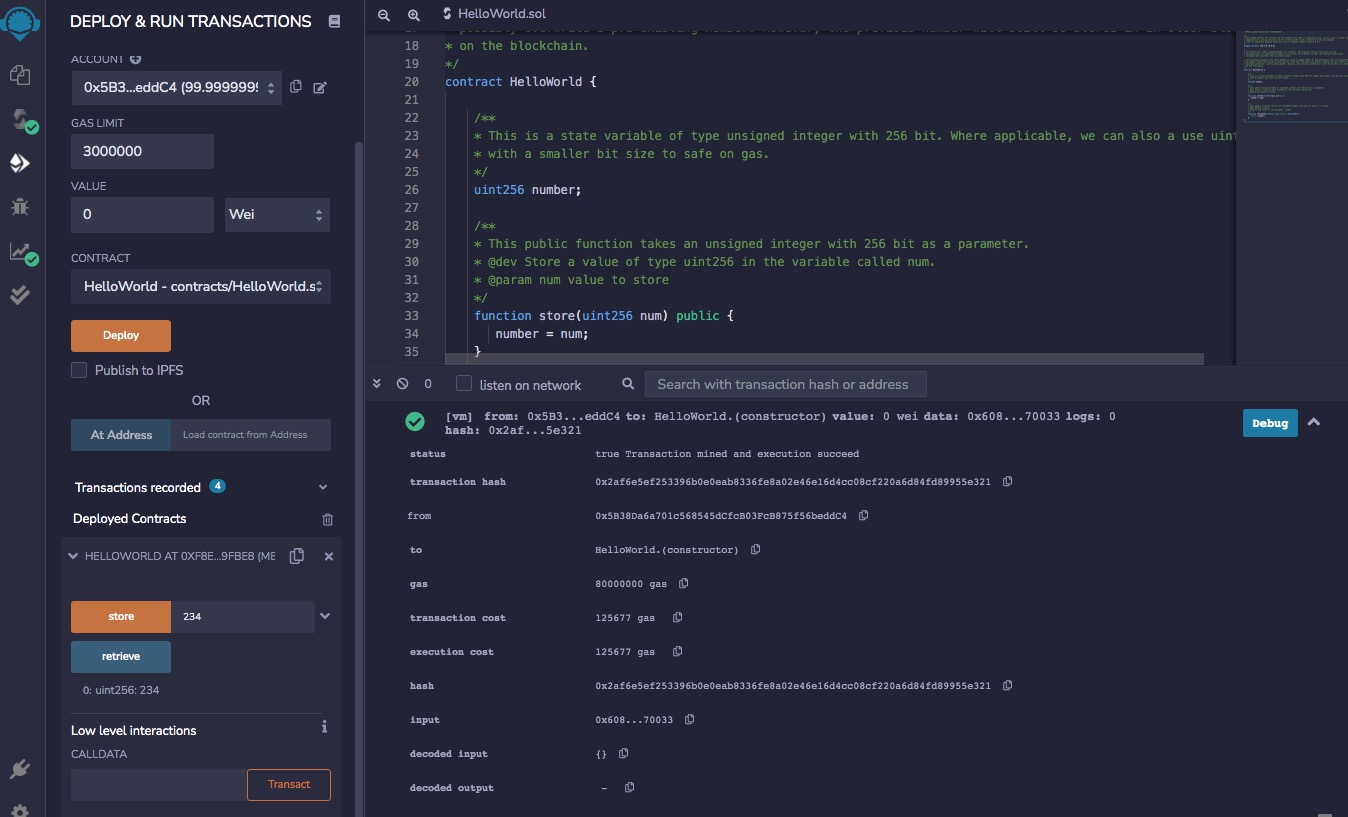 DEPLOY & RUN TRANSACTIONS
ACCOUNT
0x5B3...eddC4 (99.9999999
GAS LIMIT
3000000
VALUE
0
Wei
CONTRACT
HelloWorld - contracts/HelloWorld.s
Deploy
Publish to IPFS
OR
At Address
Load contract from Address
Transactions recorded 4
Deployed Contracts
HELLOWORLD AT 0XF8E...9FBE8 (ME
store
234
retrieve
0: uint256: 234
Low level interactions
i
CALLDATA
Transact
HelloWorld.sol
18 * on the blockchain.
19 */
20 contract HelloWorld {
21
22 /**
23 * This is a state variable of type unsigned integer with 256 bit. Where applicable, we can also a use uint
24 * with a smaller bit size to safe on gas.
25 */
26 uint256 number;
27
28 /**
29 * This public function takes an unsigned integer with 256 bit as a parameter.
30 * @dev Store a value of type uint256 in the variable called num.
31 * @param num value to store
32 */
33 function store(uint256 num) public {
34 number = num;
35 }
0
listen on network
Search with transaction hash or address
[vm] from: 0x5B3...eddC4 to: HelloWorld.(constructor) value: 0 wei data: 0x608...70033 logs: 0
hash: 0x2af...5e321
Debug
status true Transaction mined and execution succeed
transaction hash 0x2af6e5ef253396b0e0eab8336fe8a02e46e16d4cc08cf220a6d84fd89955e321
from 0x5B38Da6a701c568545dCfcB03FcB875f56beddC4
to HelloWorld.(constructor)
gas 80000000 gas
transaction cost 125677 gas
execution cost 125677 gas
hash 0x2af6e5ef253396b0e0eab8336fe8a02e46e16d4cc08cf220a6d84fd89955e321
input 0x608...70033
decoded input {}
decoded output -